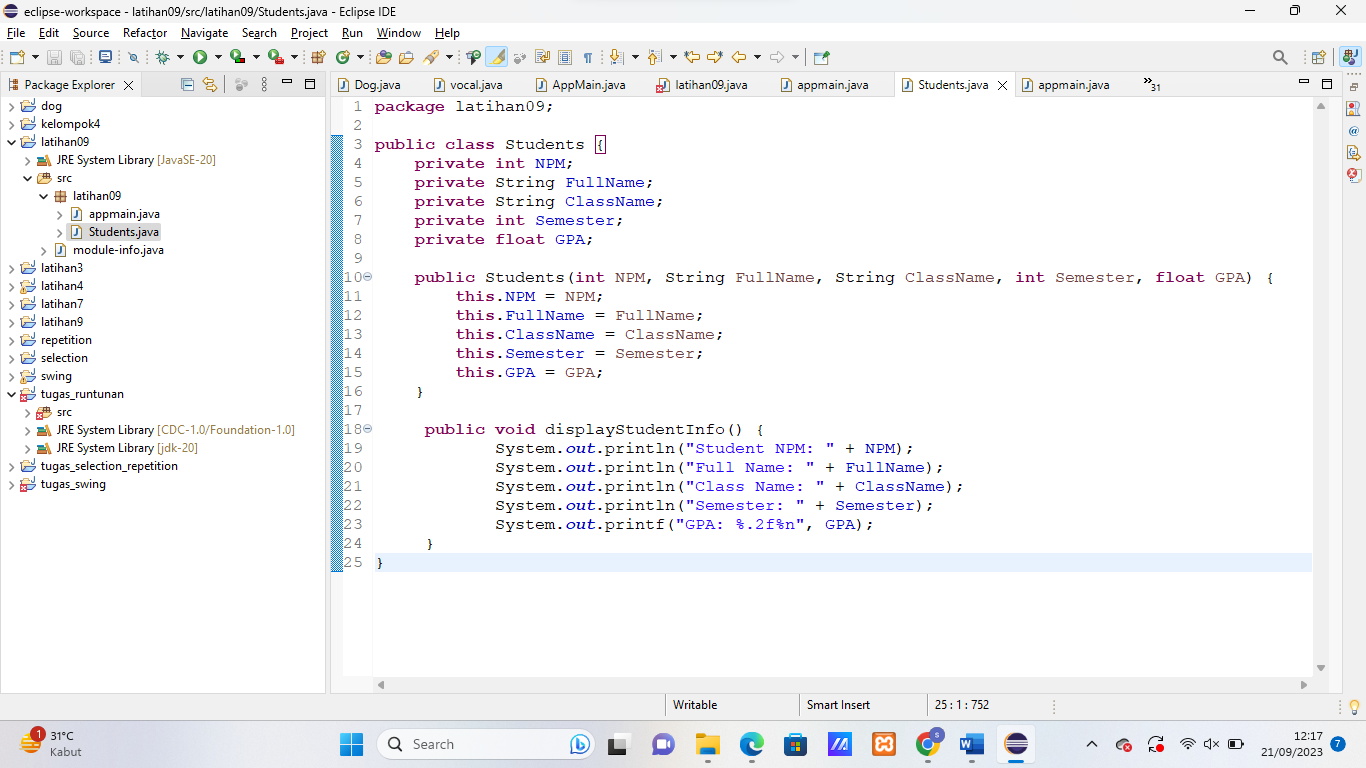 eclipse-workspace - latihan09/src/latihan09/Students.java - Eclipse IDE
File Edit Source Refactor Navigate Search Project Run Window Help
Package Explorer
dog
kelompok4
latihan09
JRE System Library [JavaSE-20]
src
latihan09
appmain.java
Students.java
module-info.java
latihan3
latihan4
latihan7
latihan9
repetition
selection
swing
tugas_runtunan
src
JRE System Library [CDC-1.0/Foundation-1.0]
JRE System Library [jdk-20]
tugas_selection_repetition
tugas_swing
Dog.java vocal.java AppMain.java latihan09.java appmain.java Students.java appmain.java »31
1 package latihan09;
2
3 public class Students {
4 private int NPM;
5 private String FullName;
6 private String ClassName;
7 private int Semester;
8 private float GPA;
9
10 public Students(int NPM, String FullName, String ClassName, int Semester, float GPA) {
11 this.NPM = NPM;
12 this.FullName = FullName;
13 this.ClassName = ClassName;
14 this.Semester = Semester;
15 this.GPA = GPA;
16 }
17
18 public void displayStudentInfo() {
19 System.out.println("Student NPM: " + NPM);
20 System.out.println("Full Name: " + FullName);
21 System.out.println("Class Name: " + ClassName);
22 System.out.println("Semester: " + Semester);
23 System.out.printf("GPA: %.2f%n", GPA);
24 }
25 }
Writable Smart Insert 25 : 1 : 752
1 31°C
Kabut
Search
S
12:17
21/09/2023
7